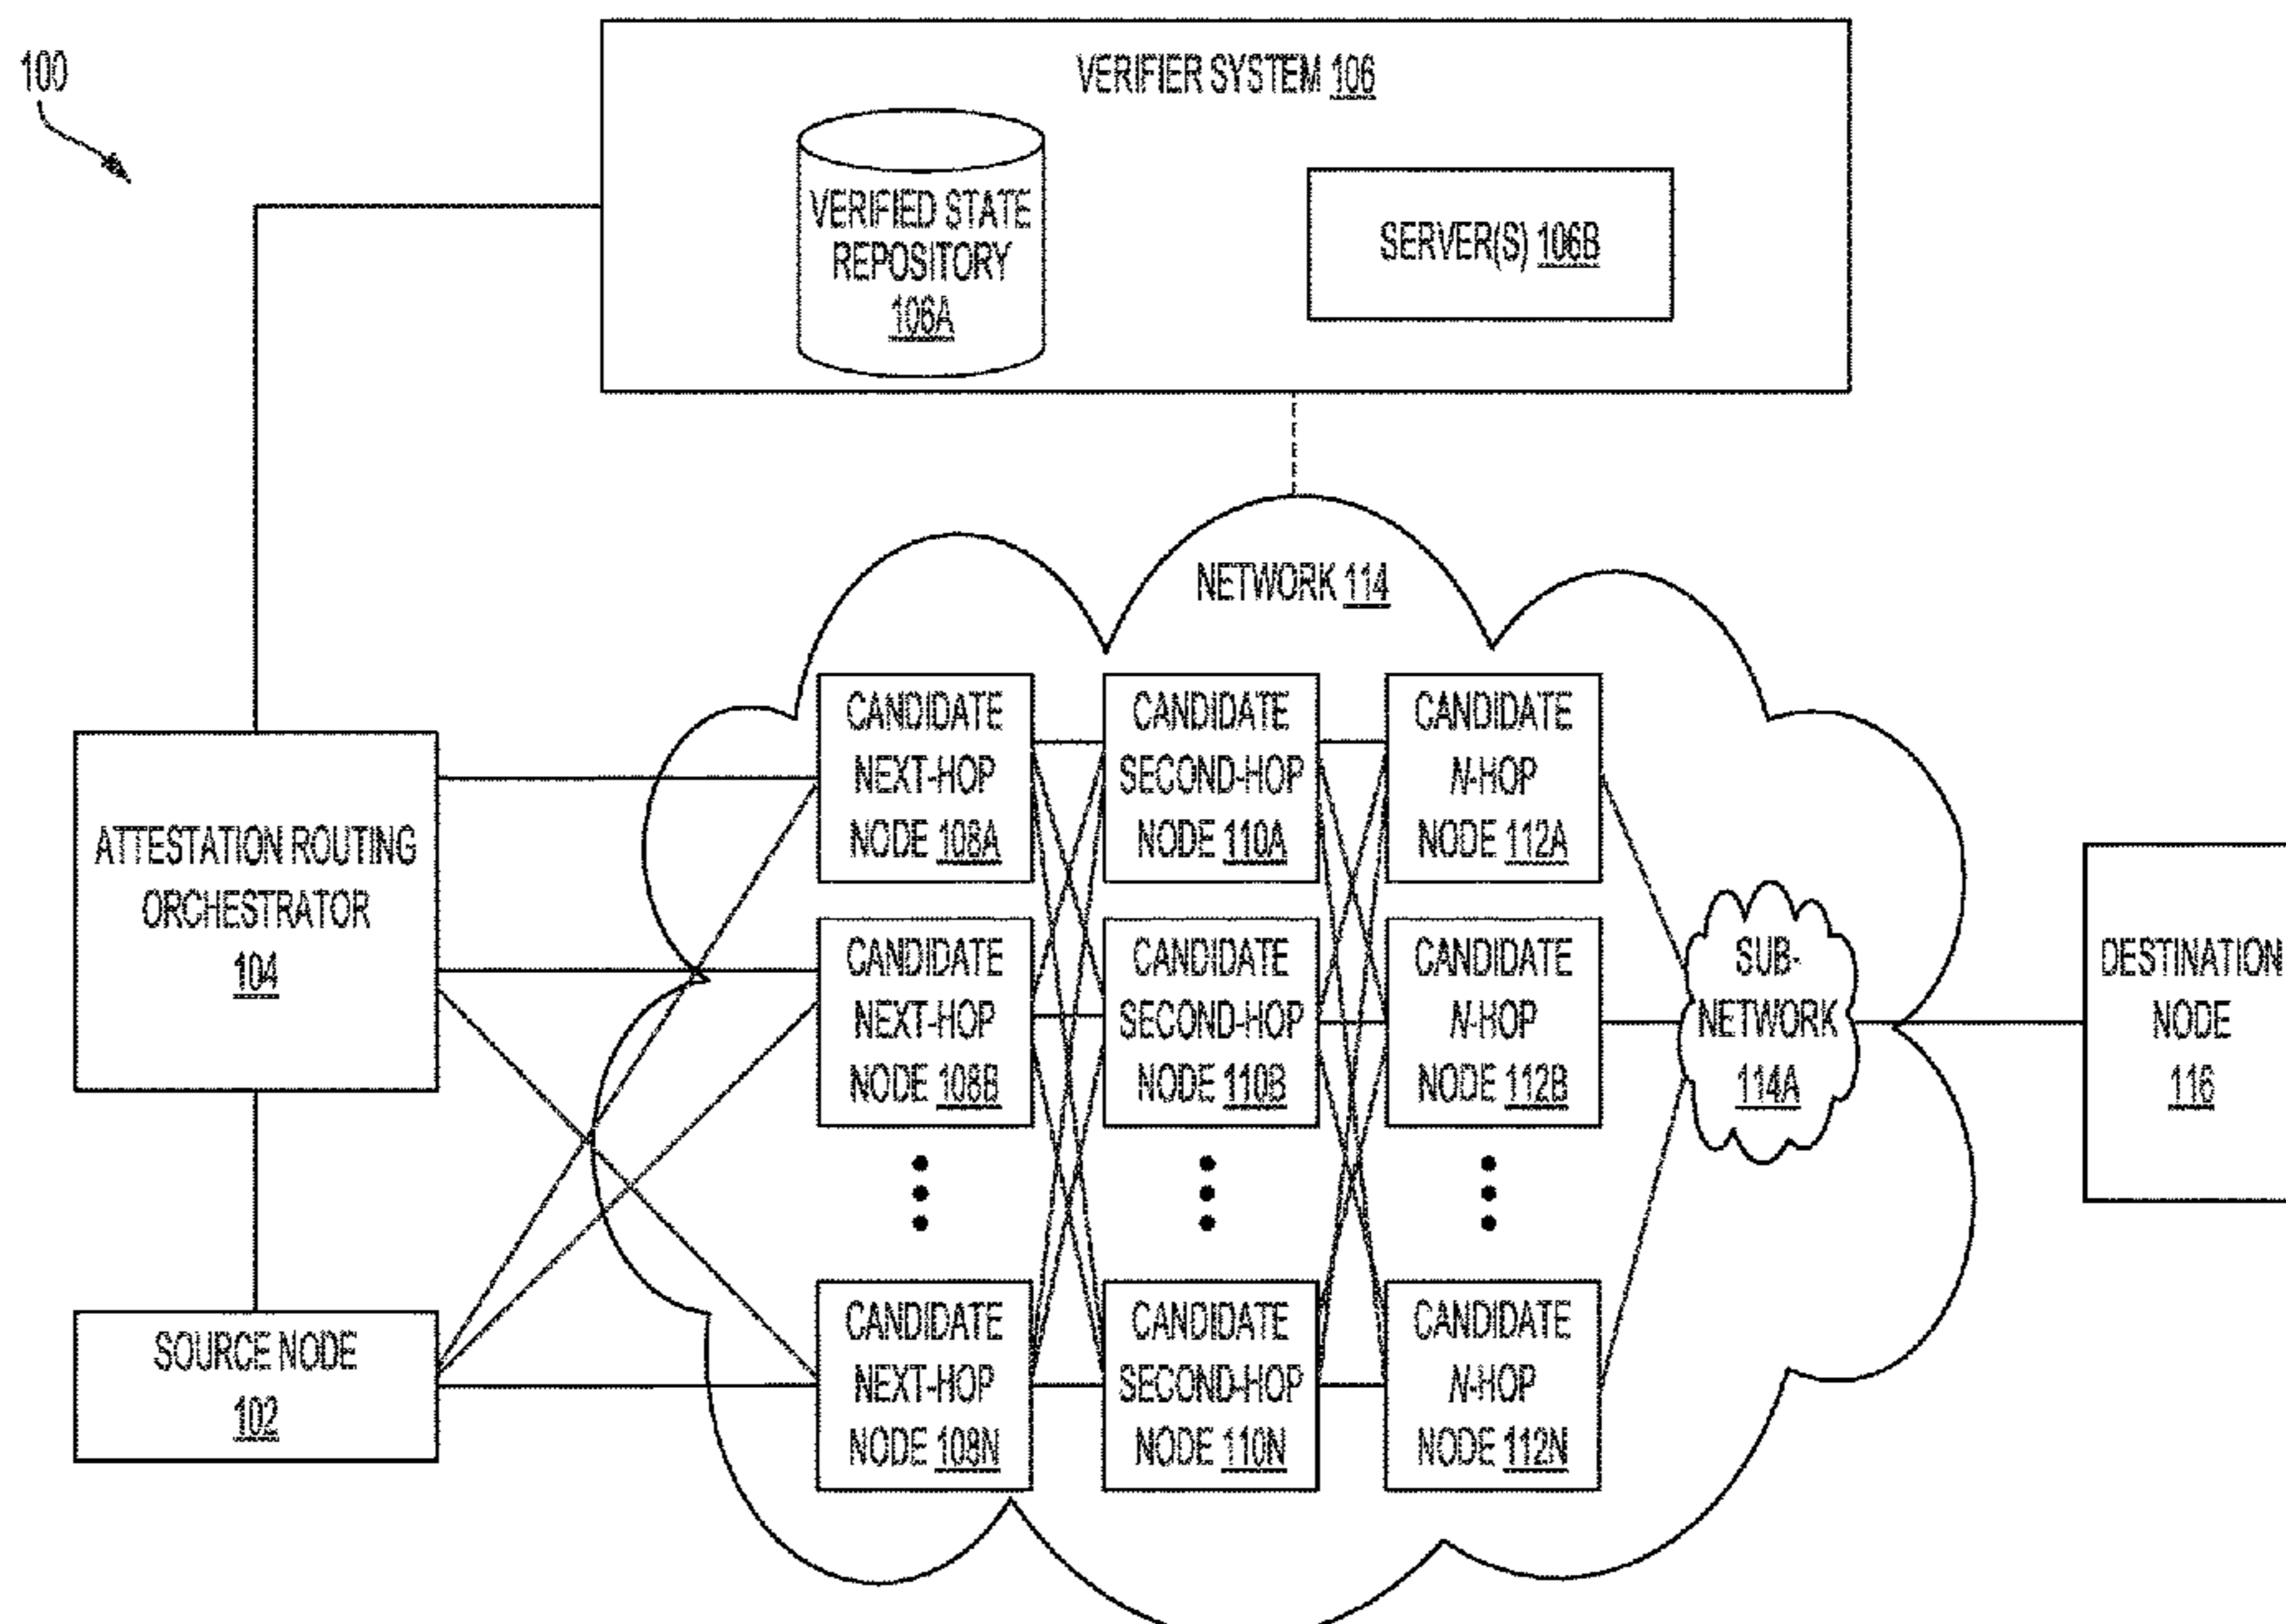 100
VERIFIER SYSTEM 106
VERIFIED STATE
REPOSITORY
106A
SERVER(S) 106B
NETWORK 114
ATTESTATION ROUTING
ORCHESTRATOR
104
SOURCE NODE
102
CANDIDATE
NEXT-HOP
NODE 108A
CANDIDATE
SECOND-HOP
NODE 110A
CANDIDATE
N-HOP
NODE 112A
CANDIDATE
NEXT-HOP
NODE 108B
CANDIDATE
SECOND-HOP
NODE 110B
CANDIDATE
N-HOP
NODE 112B
CANDIDATE
NEXT-HOP
NODE 108N
CANDIDATE
SECOND-HOP
NODE 110N
CANDIDATE
N-HOP
NODE 112N
SUB-
NETWORK
114A
DESTINATION
NODE
116